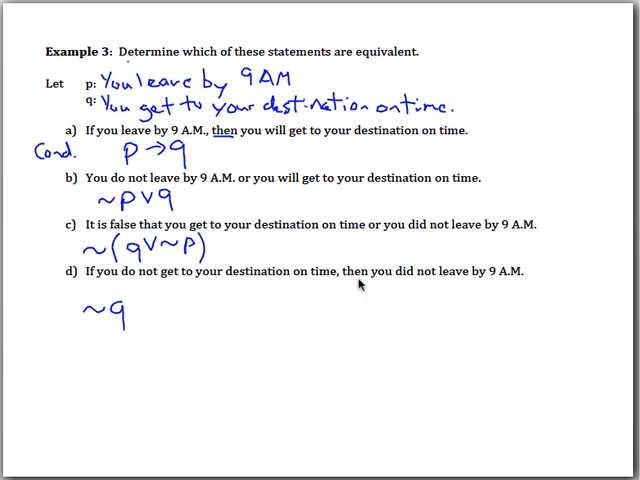 Example 3: Determine which of these statements are equivalent.
Let p: You leave by 9 AM
q: You get to your destination on time.
a) If you leave by 9 A.M., then you will get to your destination on time.
Cond. p → q
b) You do not leave by 9 A.M. or you will get to your destination on time.
~p ∨ q
c) It is false that you get to your destination on time or you did not leave by 9 A.M.
~(q ∨ ~p)
d) If you do not get to your destination on time, then you did not leave by 9 A.M.
~q